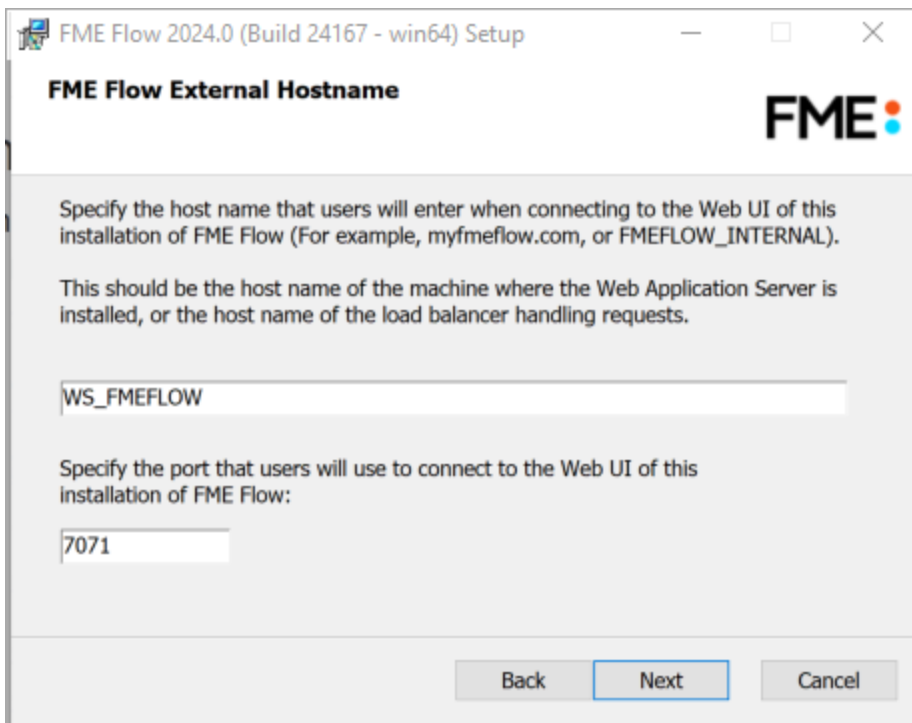 FME Flow 2024.0 (Build 24167 - win64) Setup
FME Flow External Hostname
FME
Specify the host name that users will enter when connecting to the Web UI of this
installation of FME Flow (For example, myfmeflow.com, or FMEFLOW_INTERNAL).
This should be the host name of the machine where the Web Application Server is
installed, or the host name of the load balancer handling requests.
WS_FMEFLOW
Specify the port that users will use to connect to the Web UI of this
installation of FME Flow:
7071
Back Next Cancel